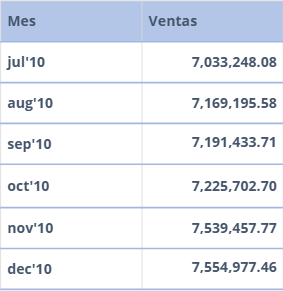 Mes Ventas
jul'10 7,033,248.08
aug'10 7,169,195.58
sep'10 7,191,433.71
oct'10 7,225,702.70
nov'10 7,539,457.77
dec'10 7,554,977.46